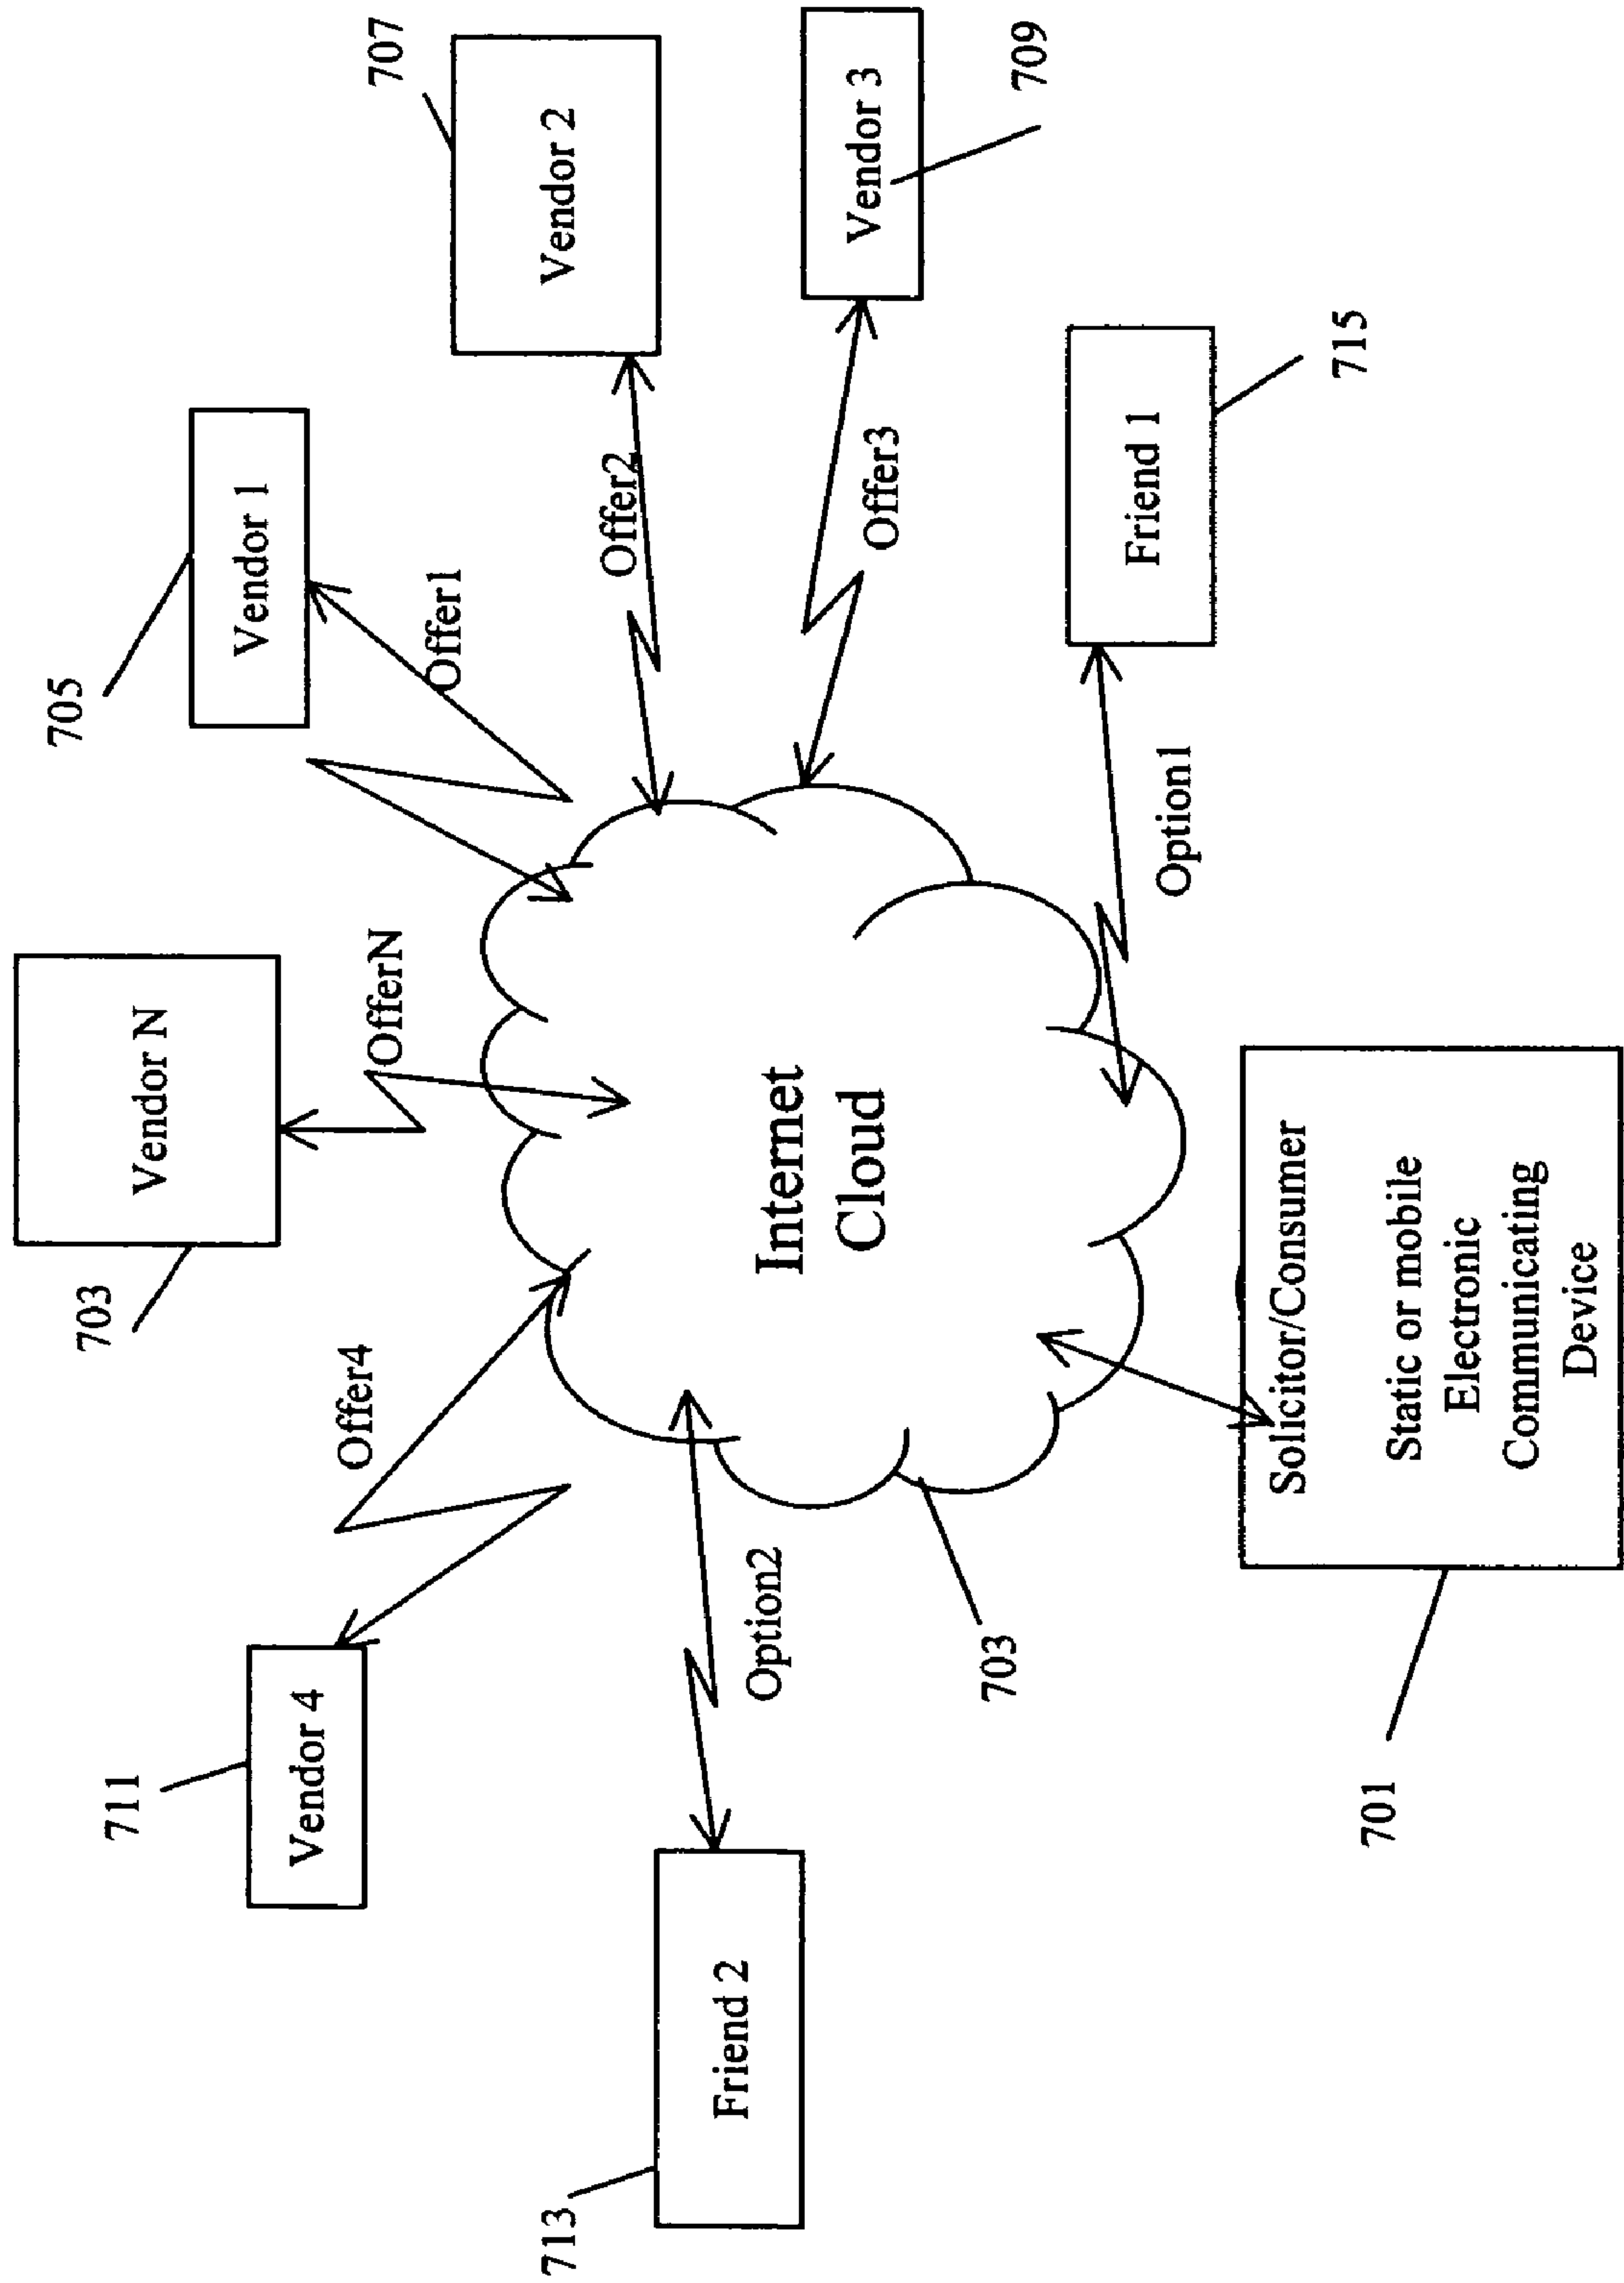 703
Vendor N
OfferN
705
Vendor 1
Offer1
711
Vendor 4
Offer4
707
Vendor 2
Offer2
Internet
Cloud
Vendor 3
709
Offer3
713
Friend 2
Option2
703
Friend 1
715
Option1
701
Solicitor/Consumer
Static or mobile
Electronic
Communicating
Device